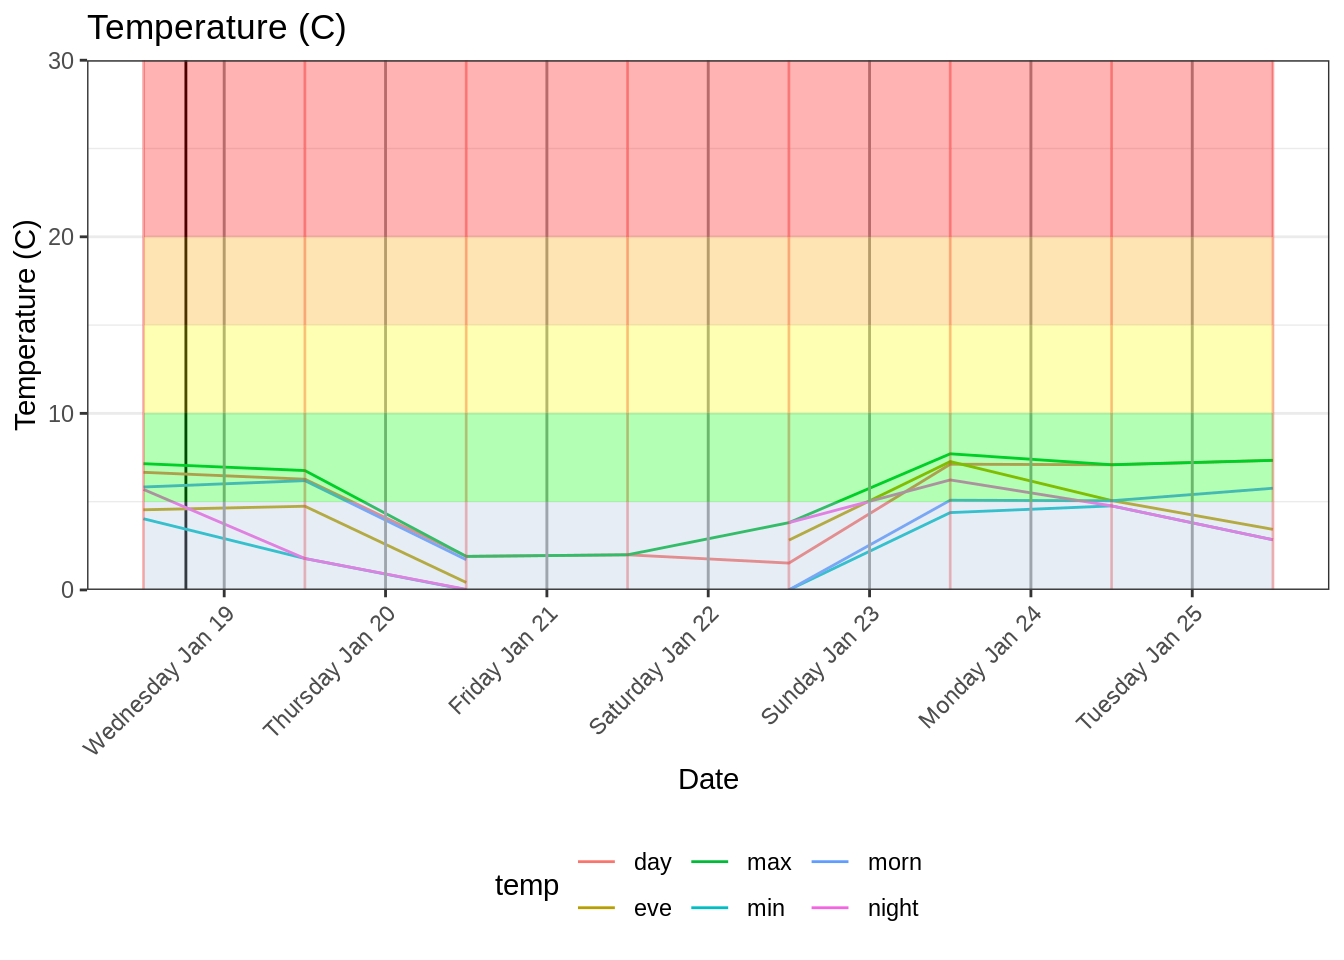 Temperature (C)
Temperature (C)
30
20
10
0
Wednesday Jan 19
Thursday Jan 20
Friday Jan 21
Saturday Jan 22
Sunday Jan 23
Monday Jan 24
Tuesday Jan 25
Date
temp
day
max
morn
eve
min
night